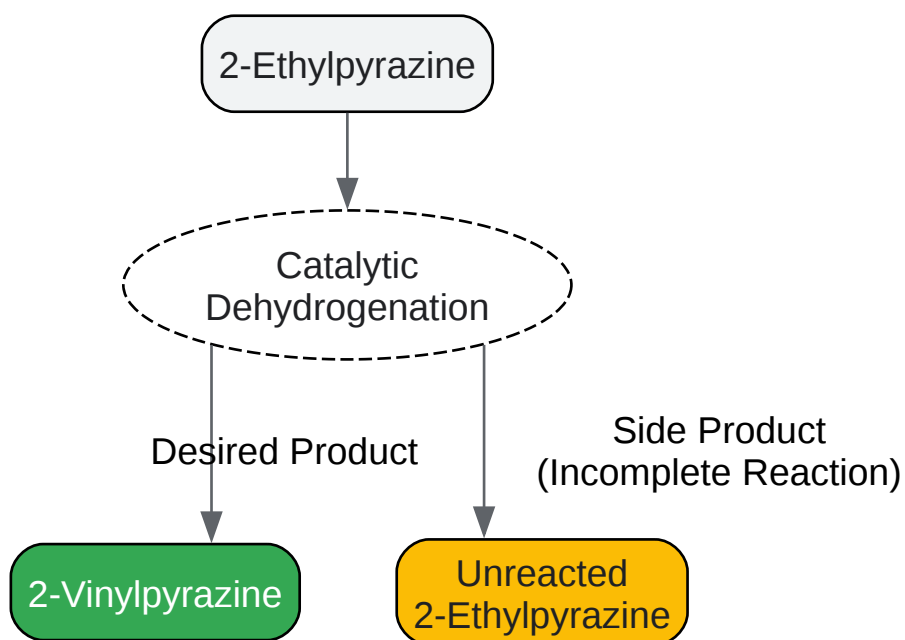 2-Ethylpyrazine
Catalytic
Dehydrogenation
Desired Product
Side Product
(Incomplete Reaction)
2-Vinylpyrazine
Unreacted
2-Ethylpyrazine